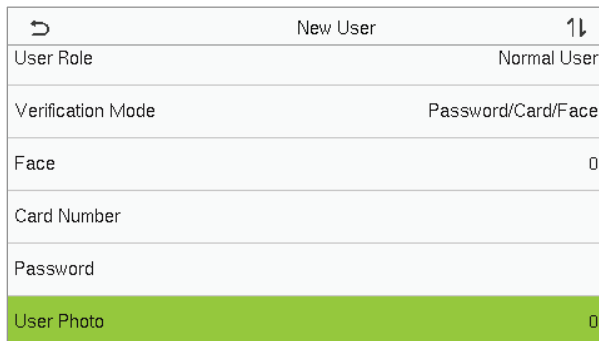 New User
User Role Normal User
Verification Mode Password/Card/Face
Face 0
Card Number
Password
User Photo 0